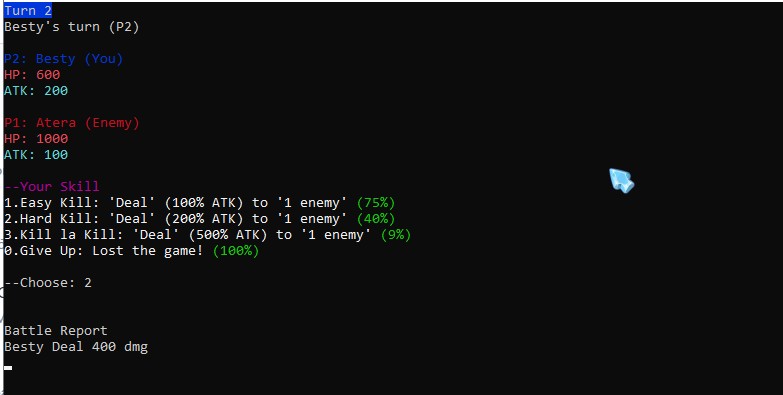 Turn 2
Besty's turn (P2)
P2: Besty (You)
HP: 600
ATK: 200
P1: Atera (Enemy)
HP: 1000
ATK: 100
--Your Skill
1.Easy Kill: 'Deal' (100% ATK) to '1 enemy' (75%)
2.Hard Kill: 'Deal' (200% ATK) to '1 enemy' (40%)
3.Kill la Kill: 'Deal' (500% ATK) to '1 enemy' (9%)
0.Give Up: Lost the game! (100%)
--Choose: 2
Battle Report
Besty Deal 400 dmg